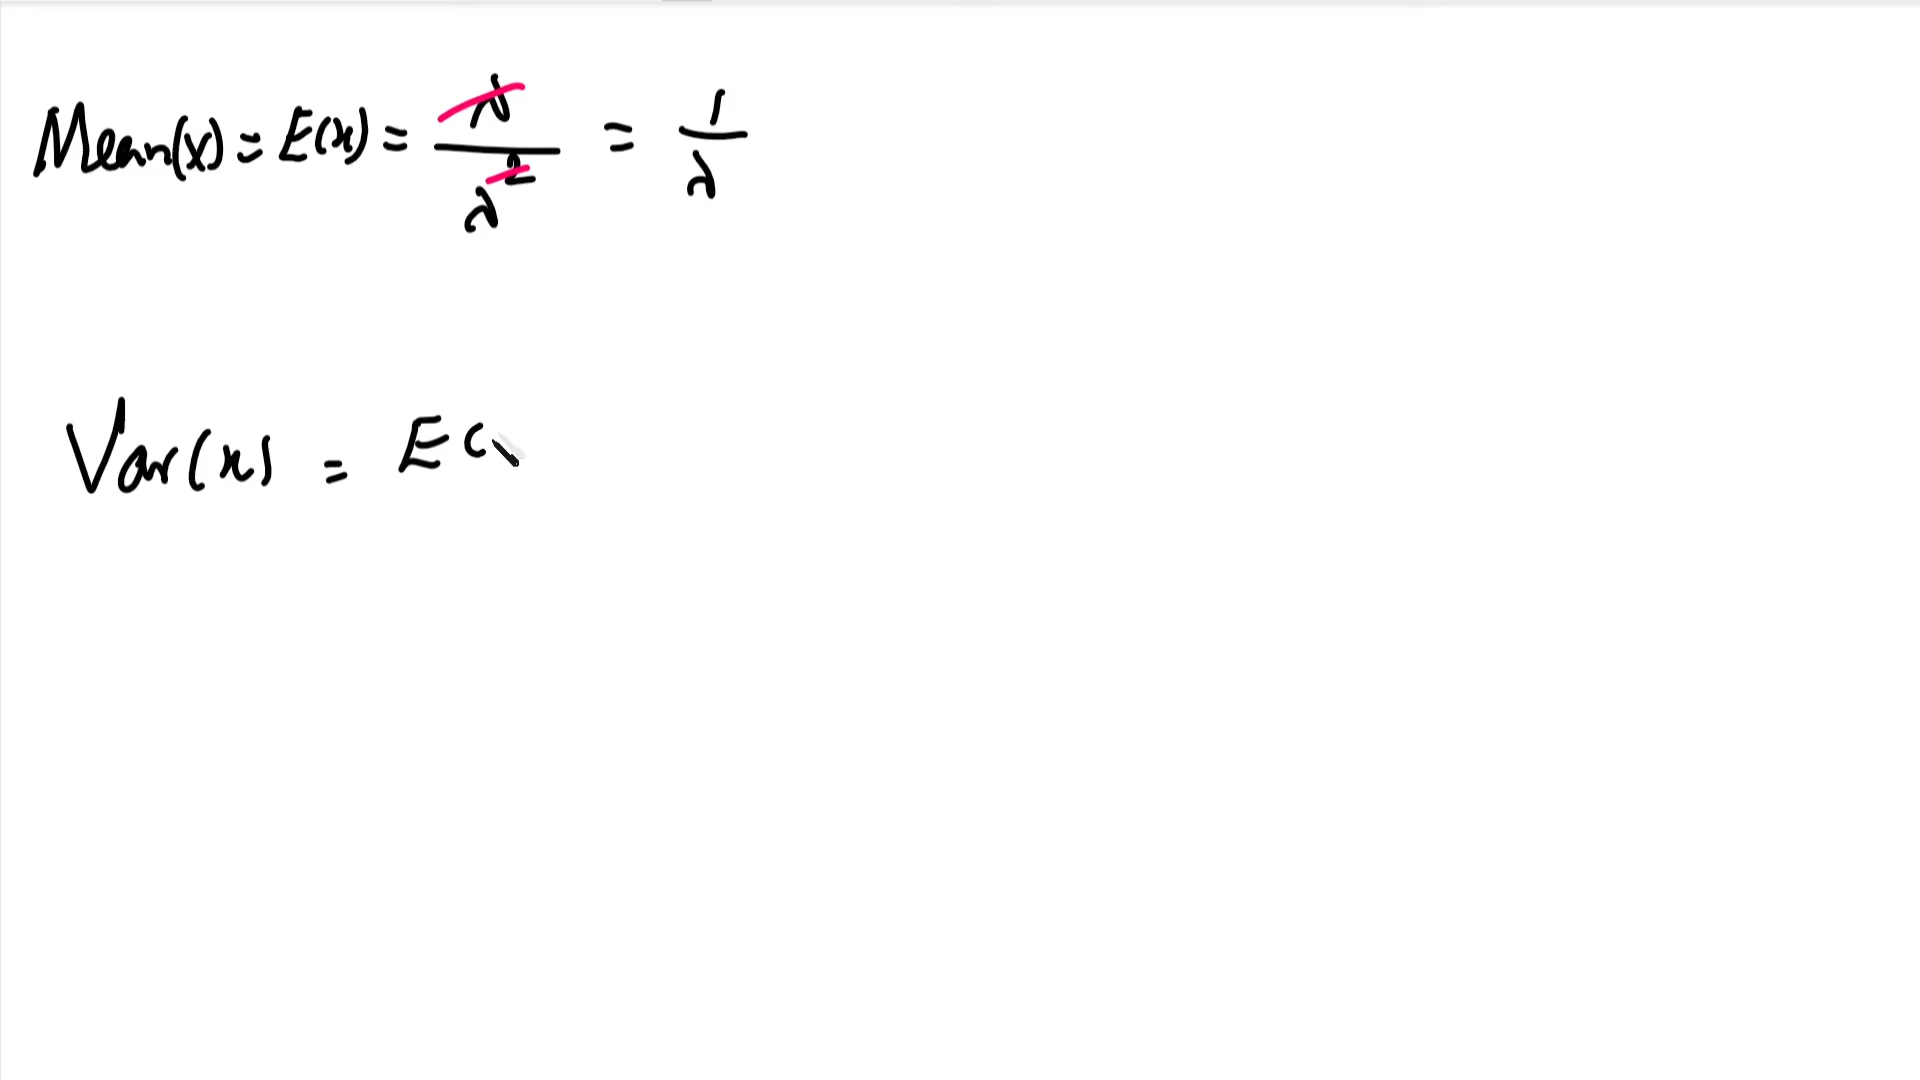 Mean(x) = E(x) = λ/λ² = 1/λ
Var(x) = E(